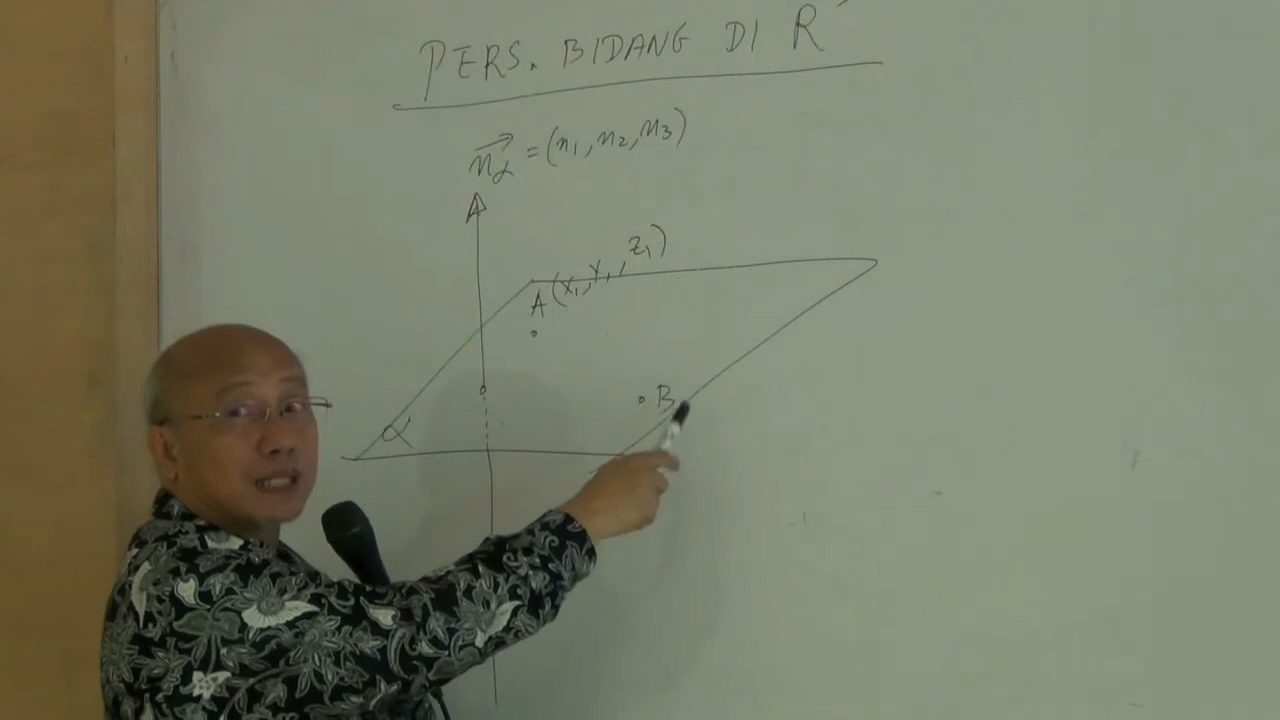 PERS. BIDANG DI R
n⃗α = (n1, n2, n3)
A (x1, y1, z1)
B
α